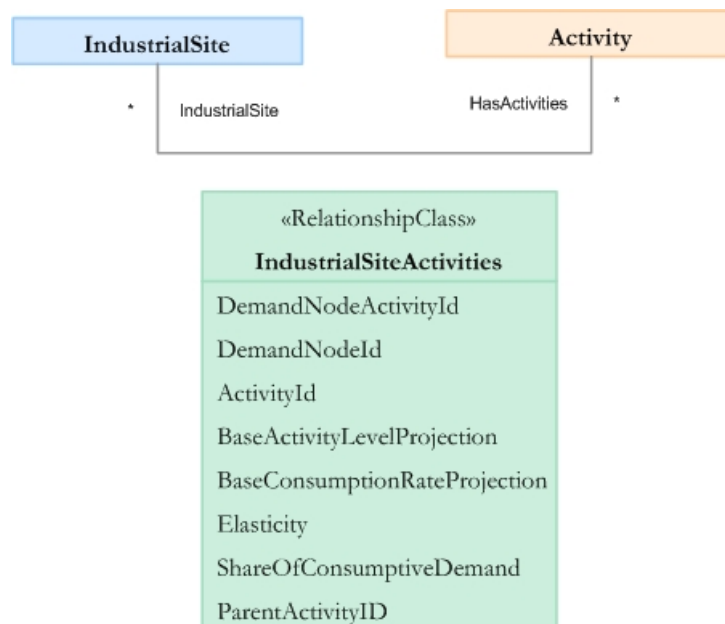 IndustrialSite
Activity
*
IndustrialSite
HasActivities
*
«RelationshipClass»
IndustrialSiteActivities
DemandNodeActivityId
DemandNodeId
ActivityId
BaseActivityLevelProjection
BaseConsumptionRateProjection
Elasticity
ShareOfConsumptiveDemand
ParentActivityID